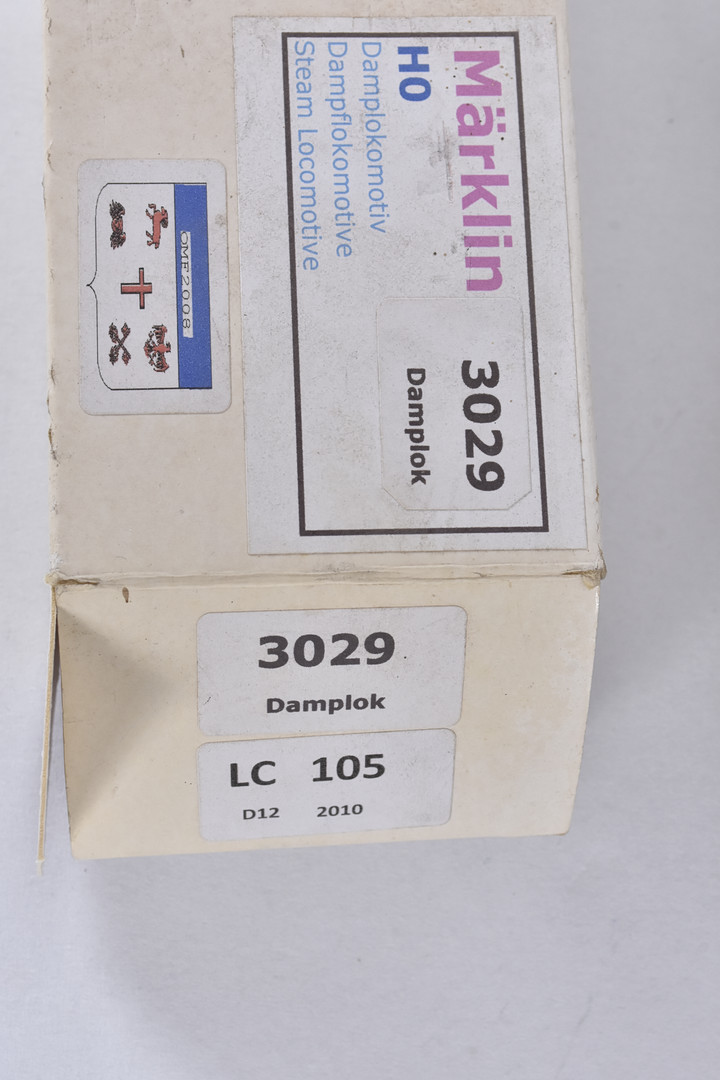 Märklin
H0
Damplokomotiv
Dampflokomotive
Steam Locomotive
3029
Damplok
OMF2008
3029
Damplok
LC 105
D12 2010